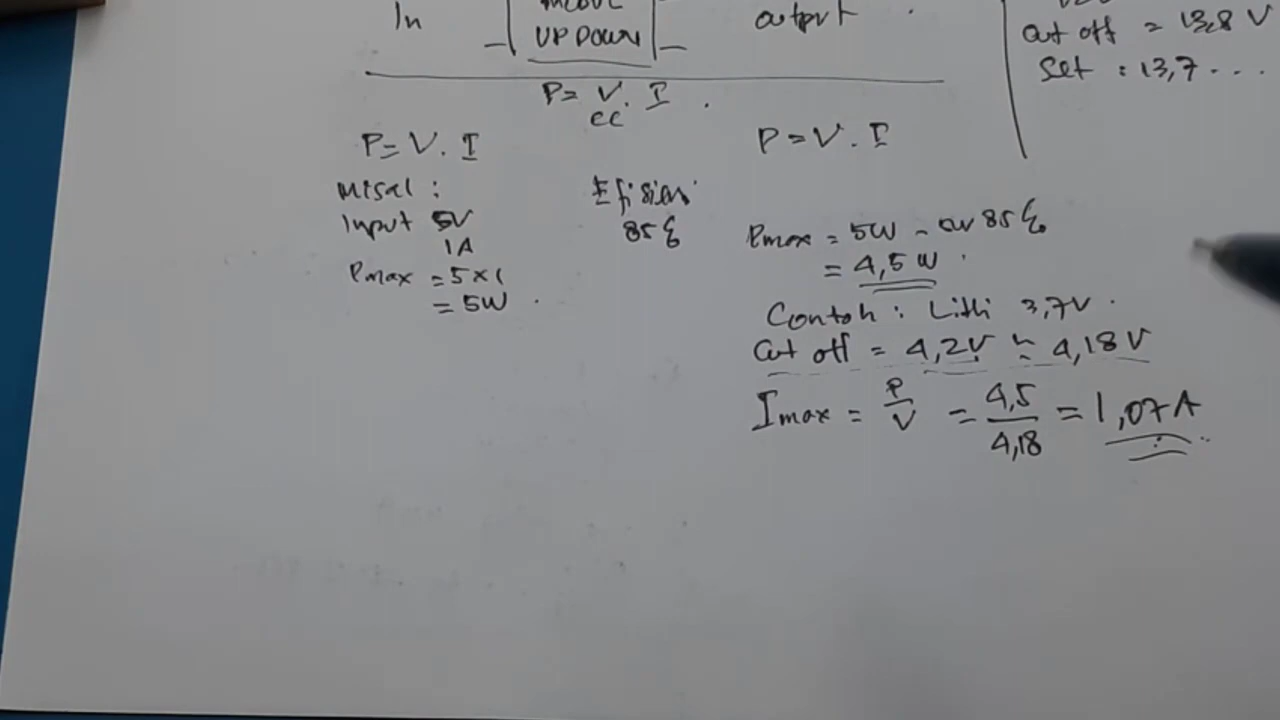 In
UP DOWN
output
Cut off = 13,8 V
Set : 13,7 ...
P = V . I
cc
P = V . I
Misal :
Input 5V
1A
Pmax = 5 x 1
= 5W
Efisien
85%
P = V . I
Pmax = 5W - 85%
= 4,5 W
Contoh : Lithi 3,7V .
Cut off = 4,2V ≈ 4,18 V
Imax = P/V = 4,5/4,18 = 1,07 A